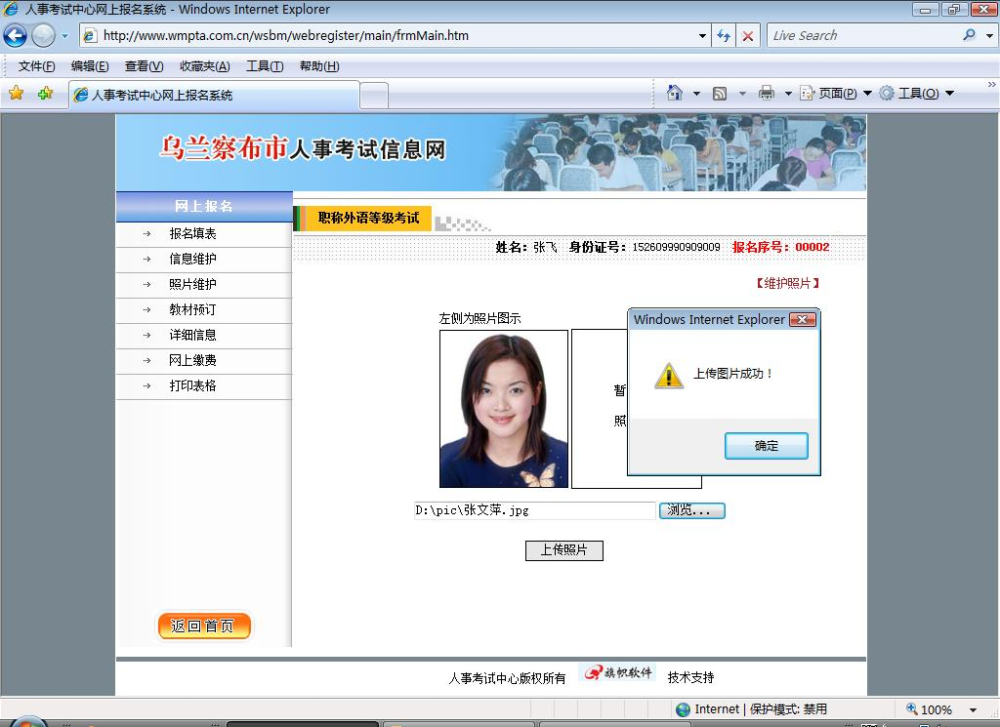 人事考试中心网上报名系统 - Windows Internet Explorer
http://www.wmpta.com.cn/wsbm/webregister/main/frmMain.htm
Live Search
文件(F) 编辑(E) 查看(V) 收藏夹(A) 工具(T) 帮助(H)
人事考试中心网上报名系统
页面(P) 工具(O)
乌兰察布市人事考试信息网
网上报名
职称外语等级考试
报名填表
姓名：张飞 身份证号：152609990909009 报名序号：00002
信息维护
照片维护
【维护照片】
教材预订
左侧为照片图示
Windows Internet Explorer
详细信息
网上缴费
上传图片成功！
打印表格
暂
照
确定
D:\pic\张文萍.jpg
浏览...
上传照片
返回首页
人事考试中心版权所有 旗帜软件 技术支持
Internet | 保护模式: 禁用
100%